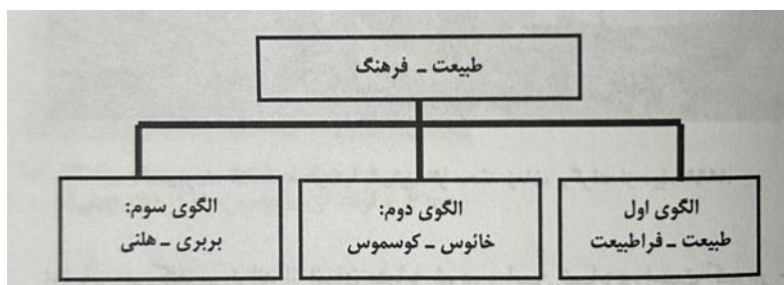 طبیعت ـ فرهنگ
الگوی اول
طبیعت ـ فراطبیعت
الگوی دوم:
خائوس ـ کوسموس
الگوی سوم:
بربری ـ هلنی